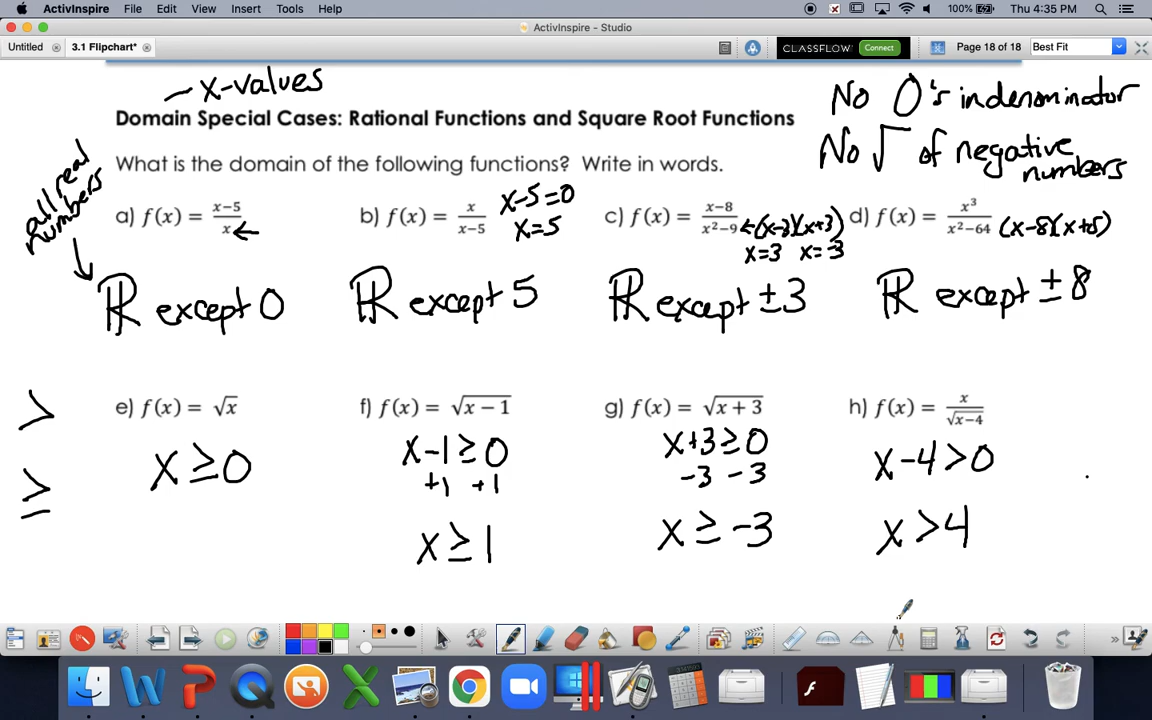 ActivInspire File Edit View Insert Tools Help 100% Thu 4:35 PM
ActivInspire - Studio
Untitled 3.1 Flipchart* CLASSFLOW Connect Page 18 of 18 Best Fit
– x-values
No 0's in denominator
Domain Special Cases: Rational Functions and Square Root Functions
No √ of negative numbers
What is the domain of the following functions? Write in words.
all real numbers
a) f(x) = (x−5)/x ←
b) f(x) = x/(x−5) x-5=0
x=5
c) f(x) = (x−8)/(x²−9) ←(x-3)(x+3)
x=3 x=-3
d) f(x) = x³/(x²−64) (x-8)(x+8)
ℝ except 0 ℝ except 5 ℝ except ±3 ℝ except ±8
>
≥
e) f(x) = √x f) f(x) = √(x − 1) g) f(x) = √(x + 3) h) f(x) = x/√(x−4)
x ≥0 x-1≥0 x+3≥0 x-4>0
+1 +1 -3 -3
x≥1 x ≥ -3 x >4